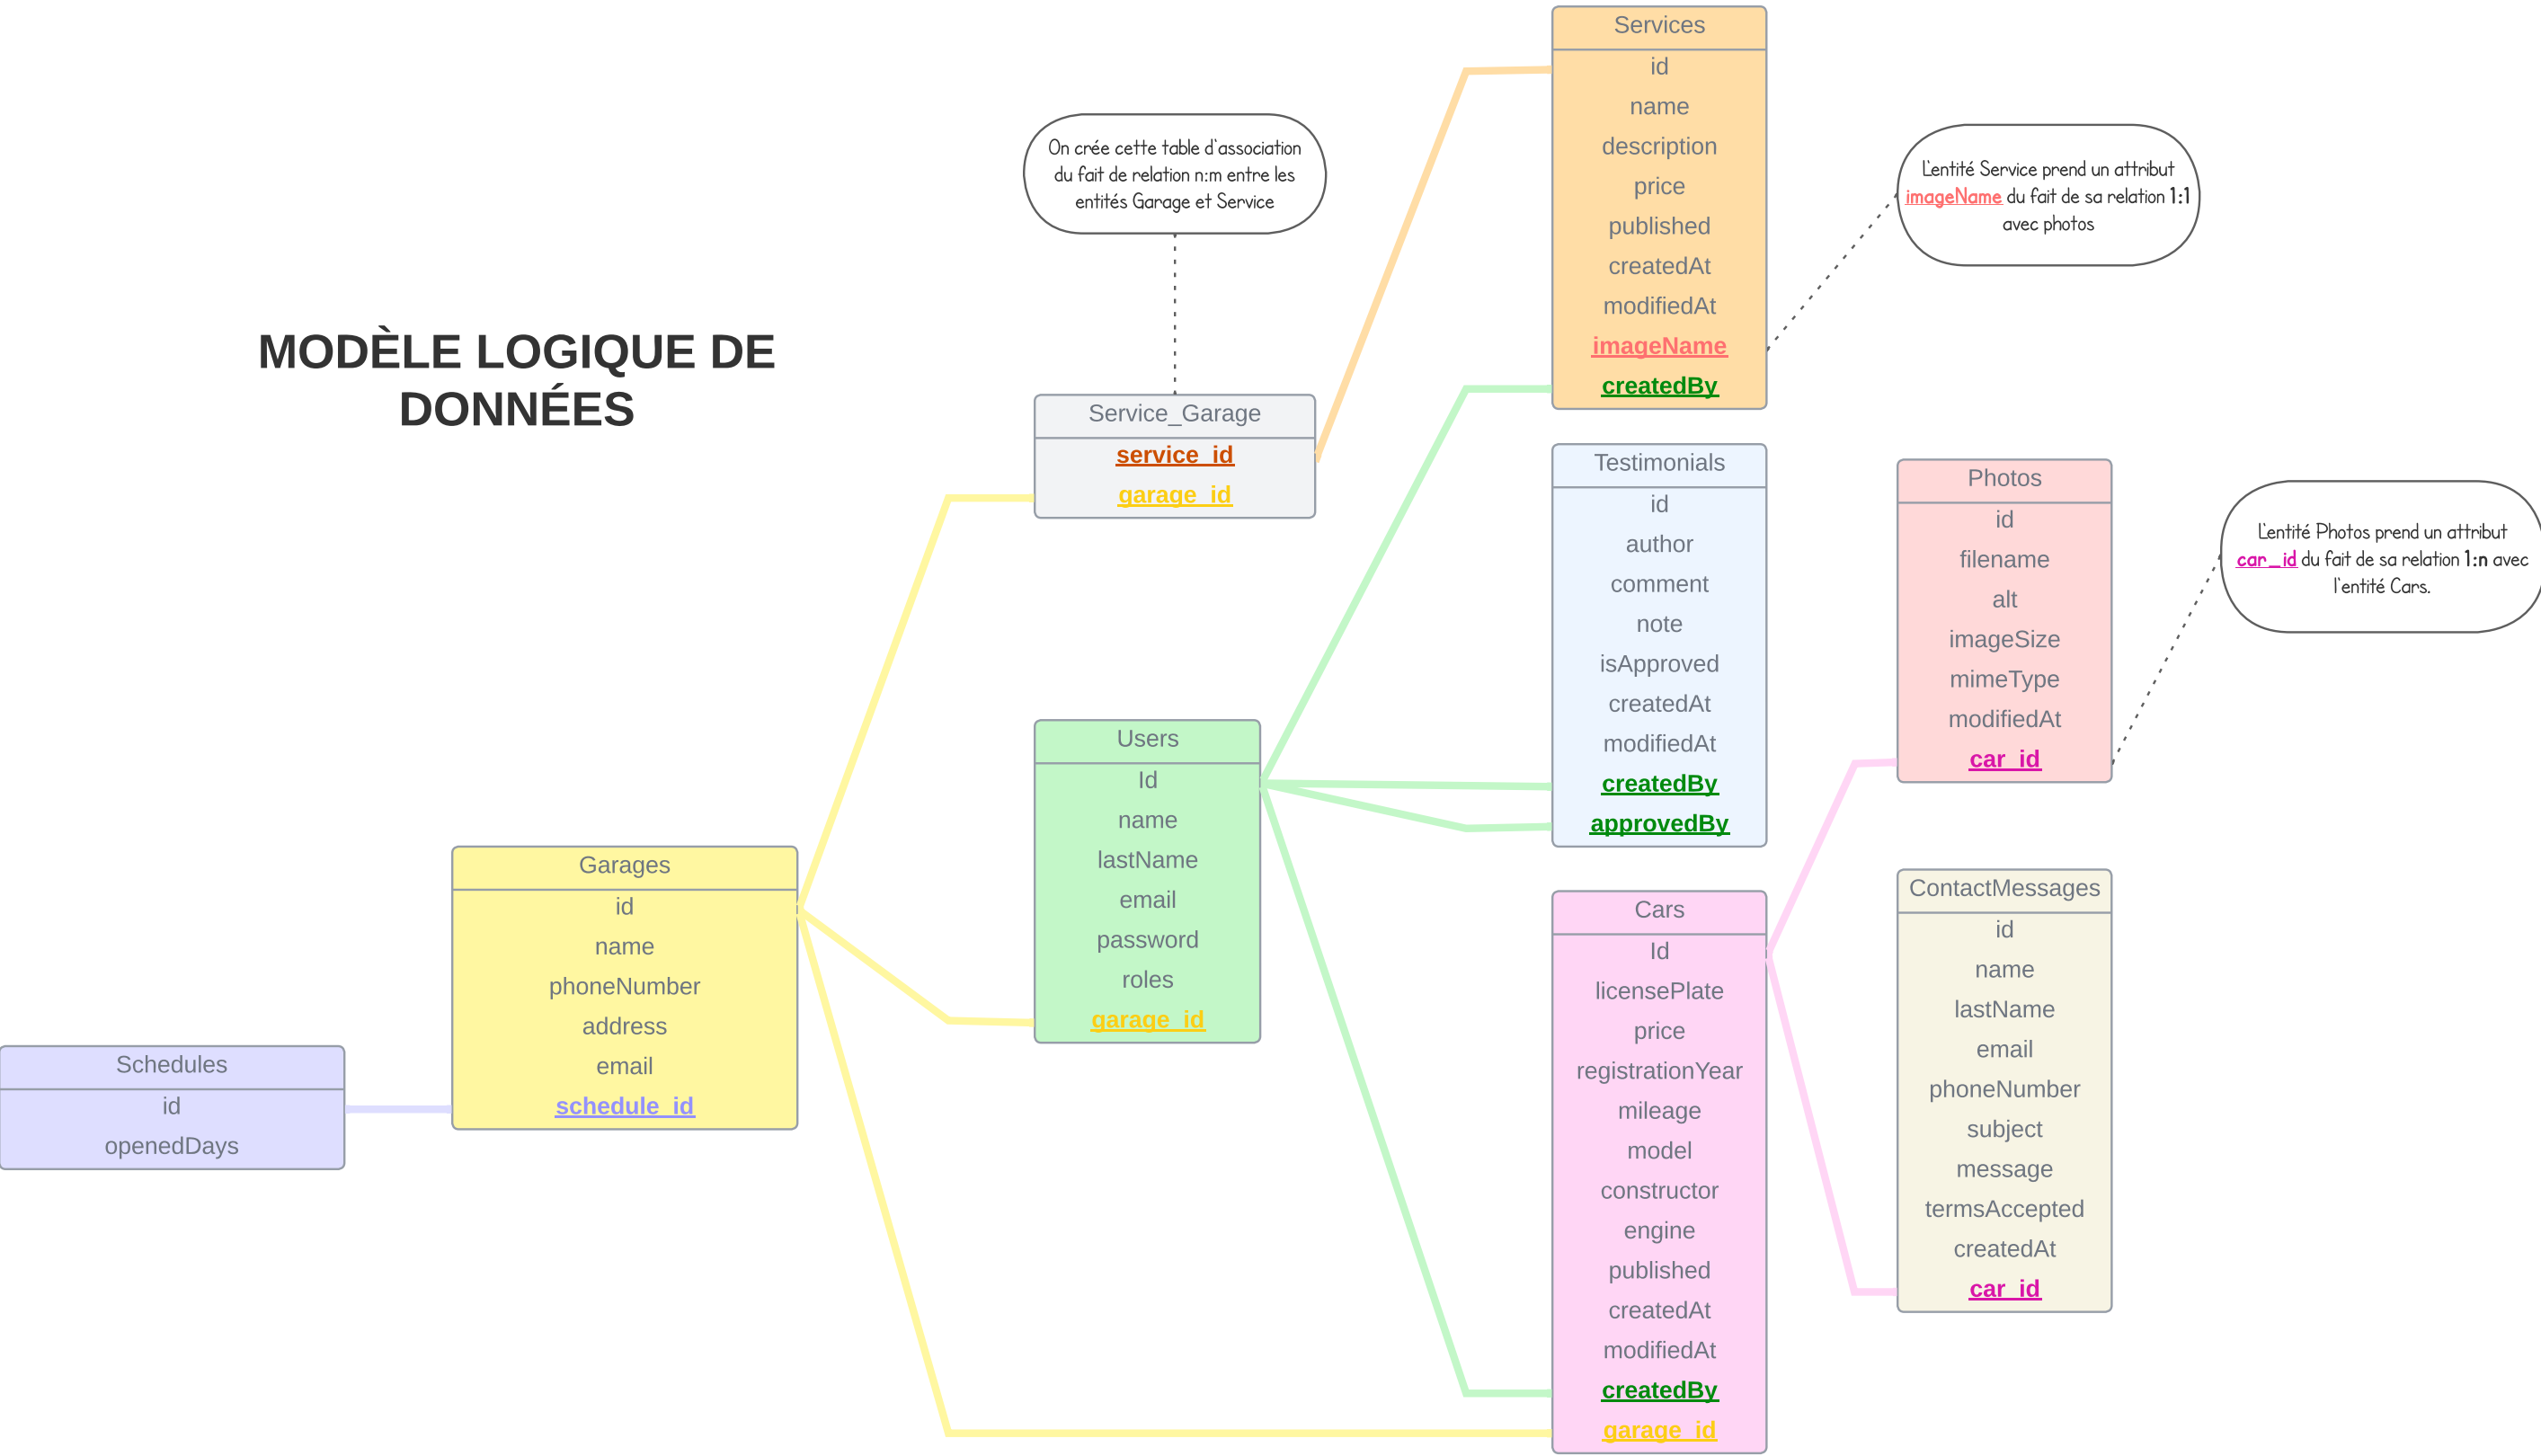 MODÈLE LOGIQUE DE
DONNÉES
Schedules
id
openedDays
Garages
id
name
phoneNumber
address
email
schedule_id
On crée cette table d'association
du fait de relation n:m entre les
entités Garage et Service
Service_Garage
service_id
garage_id
Users
Id
name
lastName
email
password
roles
garage_id
Services
id
name
description
price
published
createdAt
modifiedAt
imageName
createdBy
Testimonials
id
author
comment
note
isApproved
createdAt
modifiedAt
createdBy
approvedBy
Cars
Id
licensePlate
price
registrationYear
mileage
model
constructor
engine
published
createdAt
modifiedAt
createdBy
garage_id
L'entité Service prend un attribut
imageName du fait de sa relation 1:1
avec photos
Photos
id
filename
alt
imageSize
mimeType
modifiedAt
car_id
ContactMessages
id
name
lastName
email
phoneNumber
subject
message
termsAccepted
createdAt
car_id
L'entité Photos prend un attribut
car_id du fait de sa relation 1:n avec
l'entité Cars.